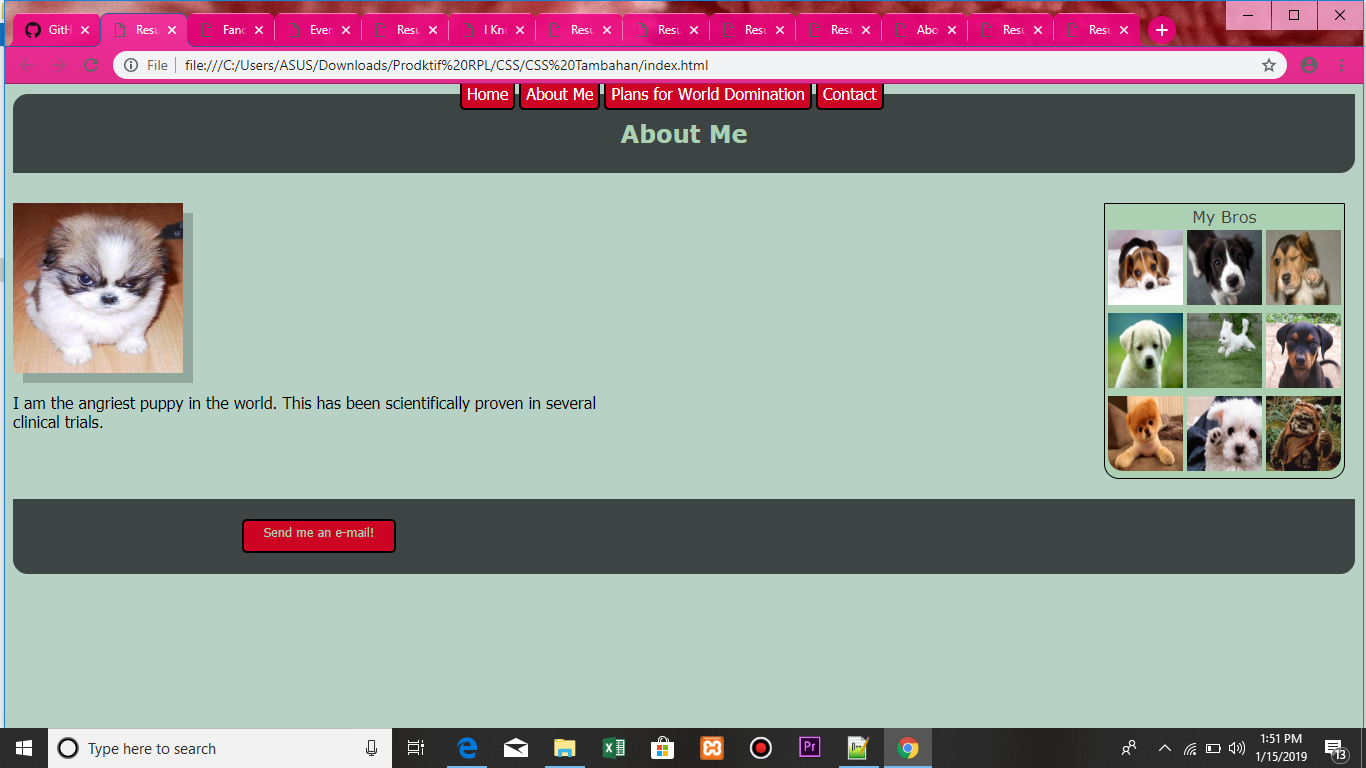 GitH
Resu
Fanc
Ever
Resu
I Kno
Resu
Resu
Resu
Resu
Abo
Resu
Resu
File
file:///C:/Users/ASUS/Downloads/Prodktif%20RPL/CSS/CSS%20Tambahan/index.html
Home
About Me
Plans for World Domination
Contact
About Me
My Bros
I am the angriest puppy in the world. This has been scientifically proven in several
clinical trials.
Send me an e-mail!
Type here to search
Pr
1:51 PM
1/15/2019
13